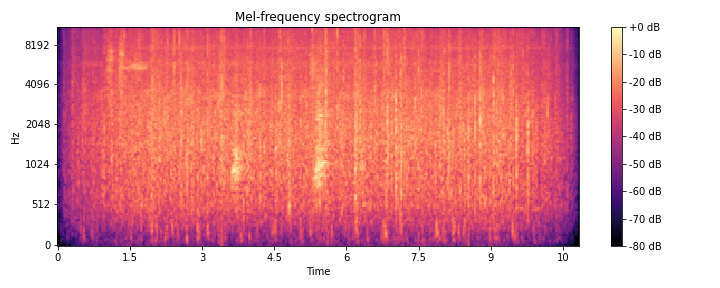 Mel-frequency spectrogram
Hz
8192
4096
2048
1024
512
0
0
1.5
3
4.5
6
7.5
9
10
Time
+0 dB
-10 dB
-20 dB
-30 dB
-40 dB
-50 dB
-60 dB
-70 dB
-80 dB